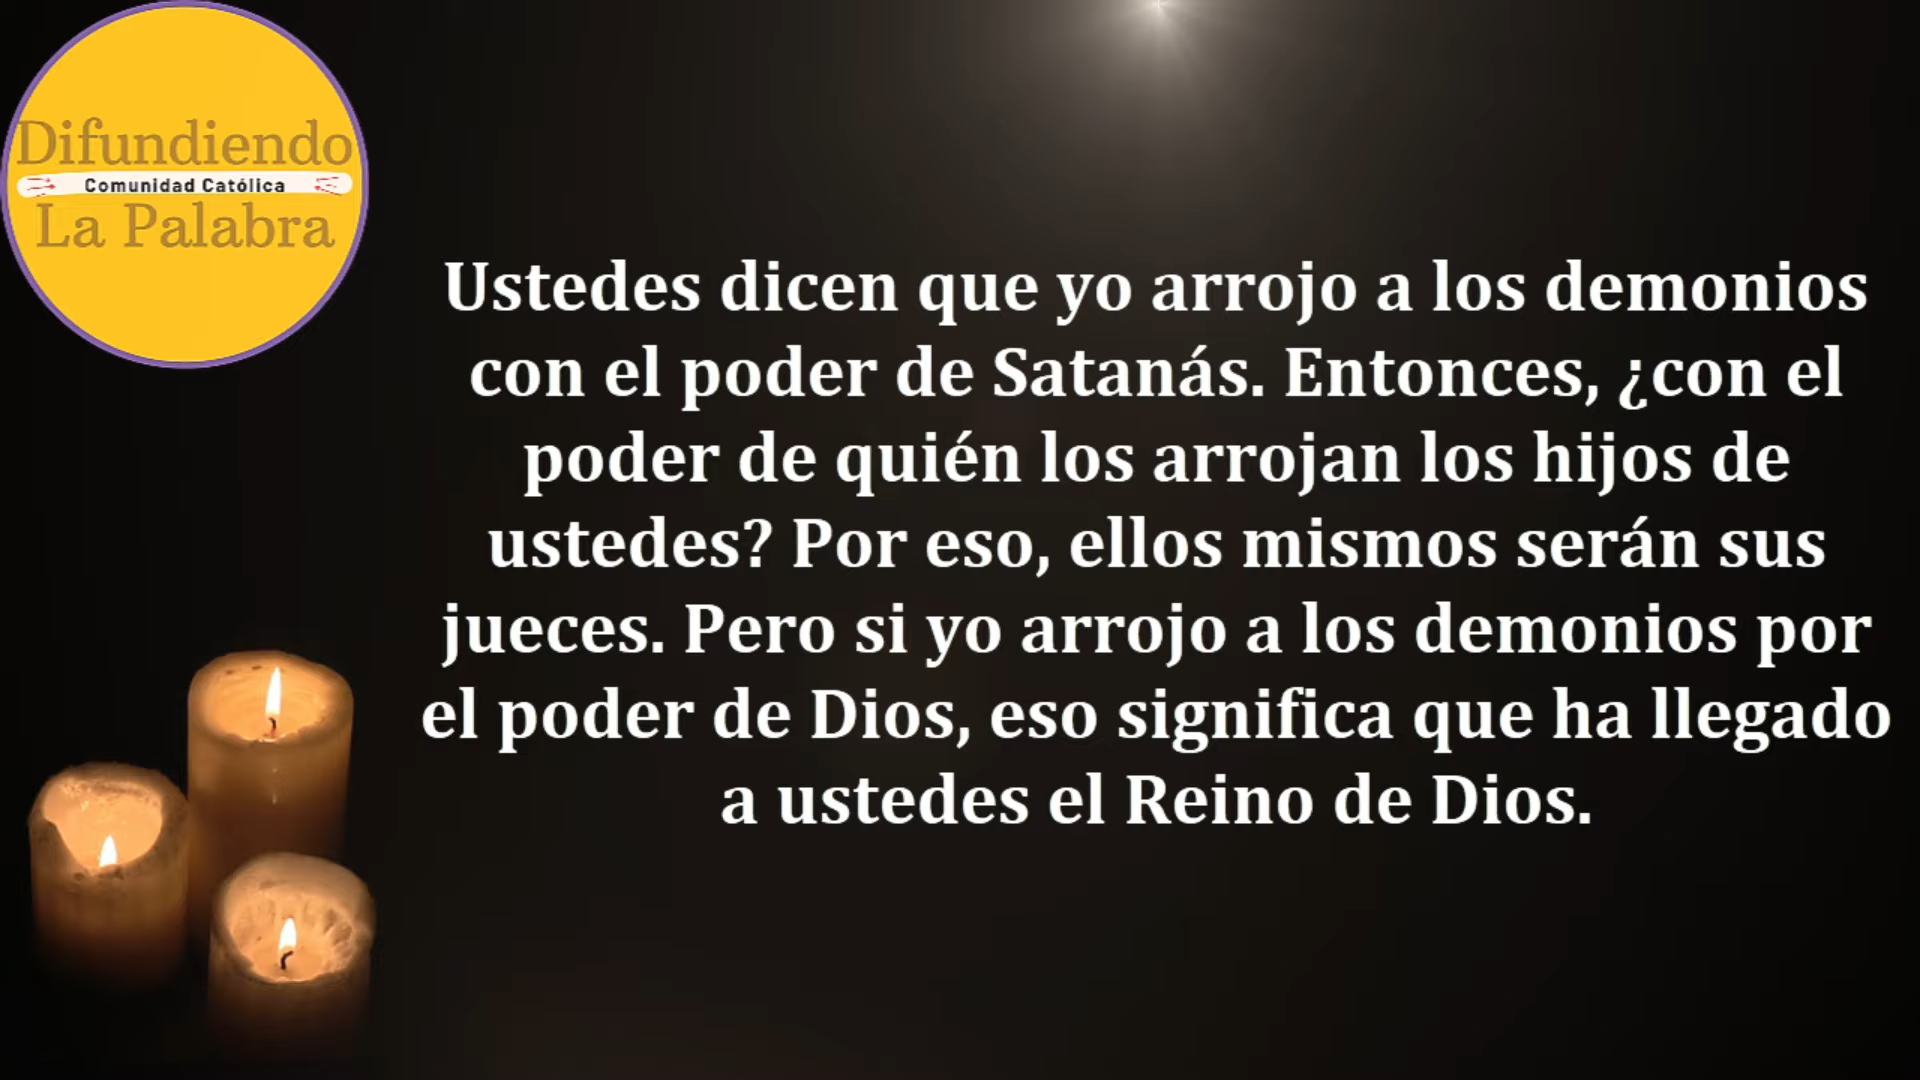 Difundiendo
Comunidad Católica
La Palabra
Ustedes dicen que yo arrojo a los demonios
con el poder de Satanás. Entonces, ¿con el
poder de quién los arrojan los hijos de
ustedes? Por eso, ellos mismos serán sus
jueces. Pero si yo arrojo a los demonios por
el poder de Dios, eso significa que ha llegado
a ustedes el Reino de Dios.